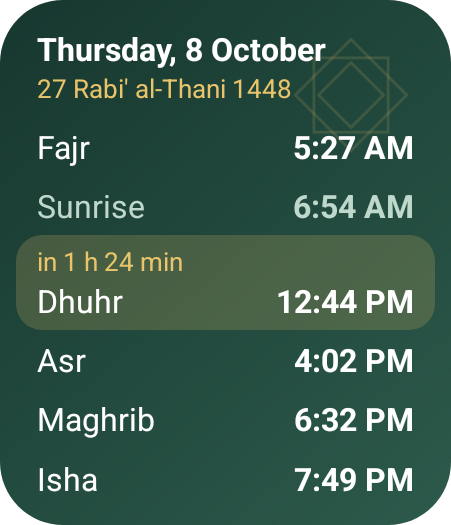 Thursday, 8 October
27 Rabi' al-Thani 1448
Fajr 5:27 AM
Sunrise 6:54 AM
in 1 h 24 min
Dhuhr 12:44 PM
Asr 4:02 PM
Maghrib 6:32 PM
Isha 7:49 PM